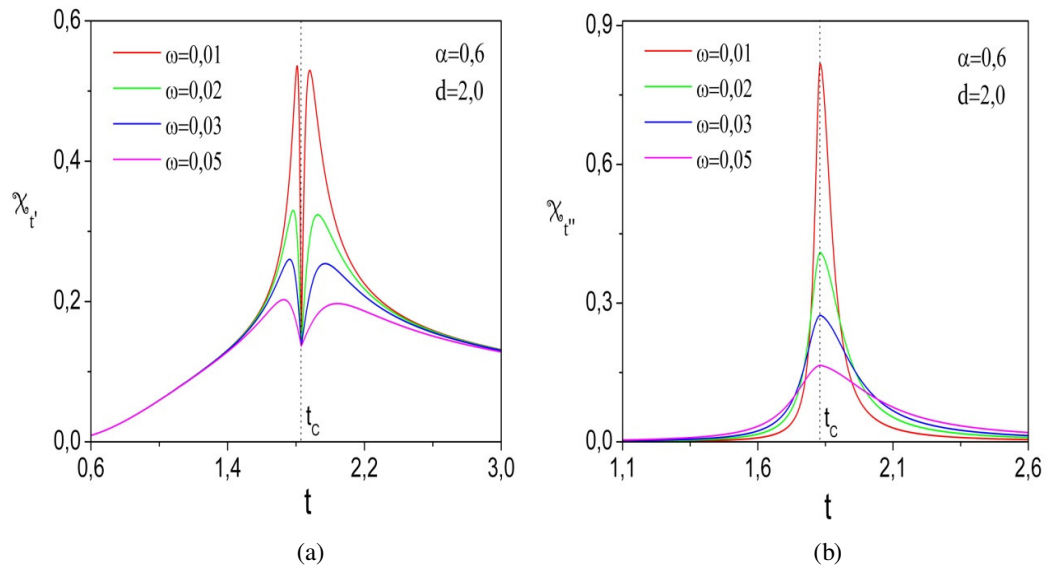 0,6
0,4
0,2
0,0
χt'
ω=0,01
ω=0,02
ω=0,03
ω=0,05
α=0,6
d=2,0
tC
0,6
1,4
2,2
3,0
t
(a)
0,9
0,6
0,3
0,0
χt"
ω=0,01
ω=0,02
ω=0,03
ω=0,05
α=0,6
d=2,0
tC
1,1
1,6
2,1
2,6
t
(b)